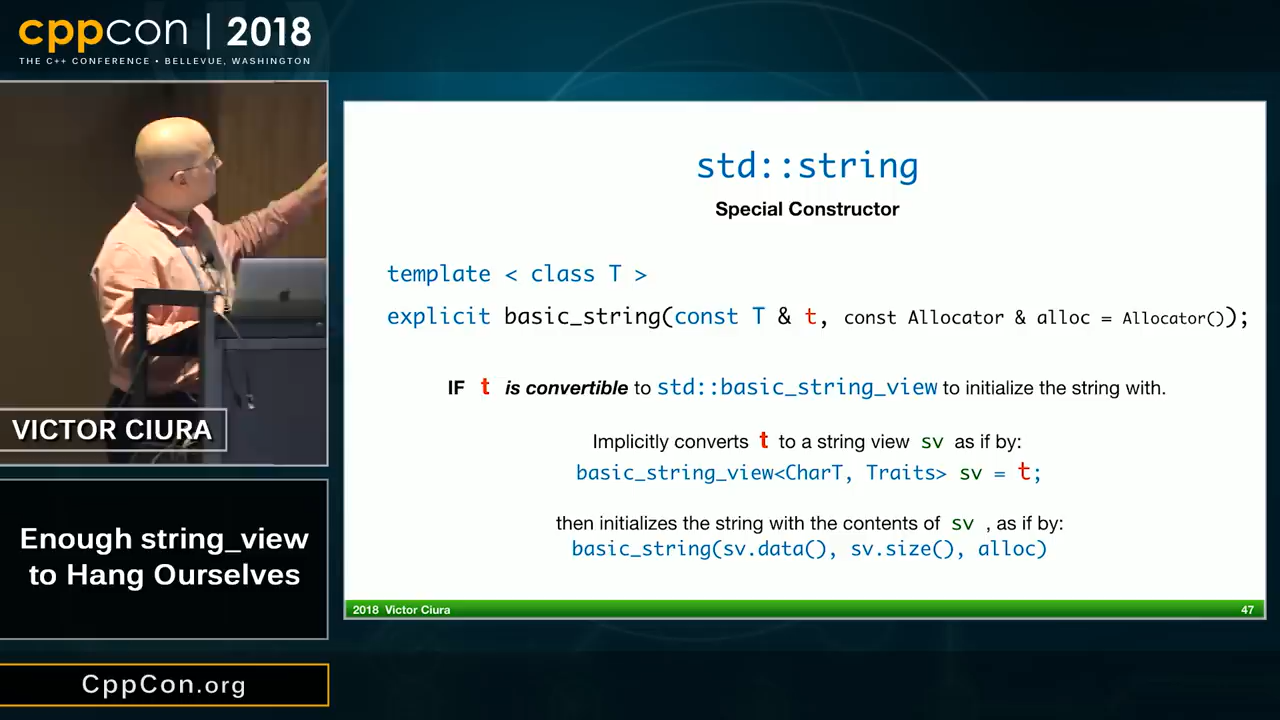 cppcon | 2018
THE C++ CONFERENCE • BELLEVUE, WASHINGTON
VICTOR CIURA
Enough string_view
to Hang Ourselves
CppCon.org
std::string
Special Constructor
template < class T >
explicit basic_string(const T & t, const Allocator & alloc = Allocator());
IF t is convertible to std::basic_string_view to initialize the string with.
Implicitly converts t to a string view sv as if by:
basic_string_view<CharT, Traits> sv = t;
then initializes the string with the contents of sv , as if by:
basic_string(sv.data(), sv.size(), alloc)
2018 Victor Ciura
47